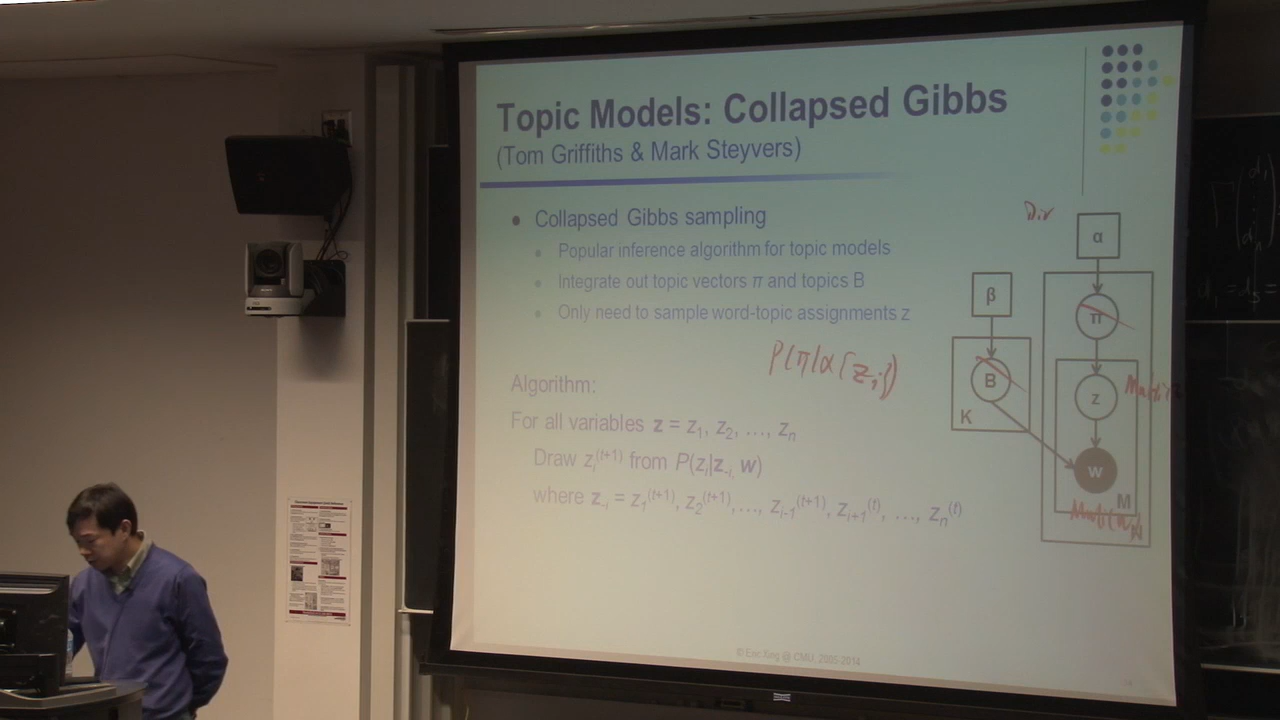 Topic Models: Collapsed Gibbs
(Tom Griffiths & Mark Steyvers)
• Collapsed Gibbs sampling
• Popular inference algorithm for topic models
• Integrate out topic vectors π and topics B
• Only need to sample word-topic assignments z
P(π|α{z_i})
Algorithm:
For all variables z = z₁, z₂, …, zₙ
Draw zᵢ⁽ᵗ⁺¹⁾ from P(zᵢ|z₋ᵢ, w)
where z₋ᵢ = z₁⁽ᵗ⁺¹⁾, z₂⁽ᵗ⁺¹⁾,…, zᵢ₋₁⁽ᵗ⁺¹⁾, zᵢ₊₁⁽ᵗ⁾, …, zₙ⁽ᵗ⁾
Dir
α
β
π
B
z
K
w
M
N
© Eric Xing @ CMU, 2005-2014